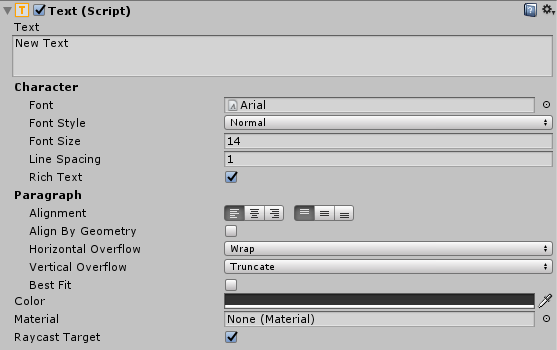 T Text (Script)
Text
New Text
Character
Font Arial
Font Style Normal
Font Size 14
Line Spacing 1
Rich Text
Paragraph
Alignment
Align By Geometry
Horizontal Overflow Wrap
Vertical Overflow Truncate
Best Fit
Color
Material None (Material)
Raycast Target